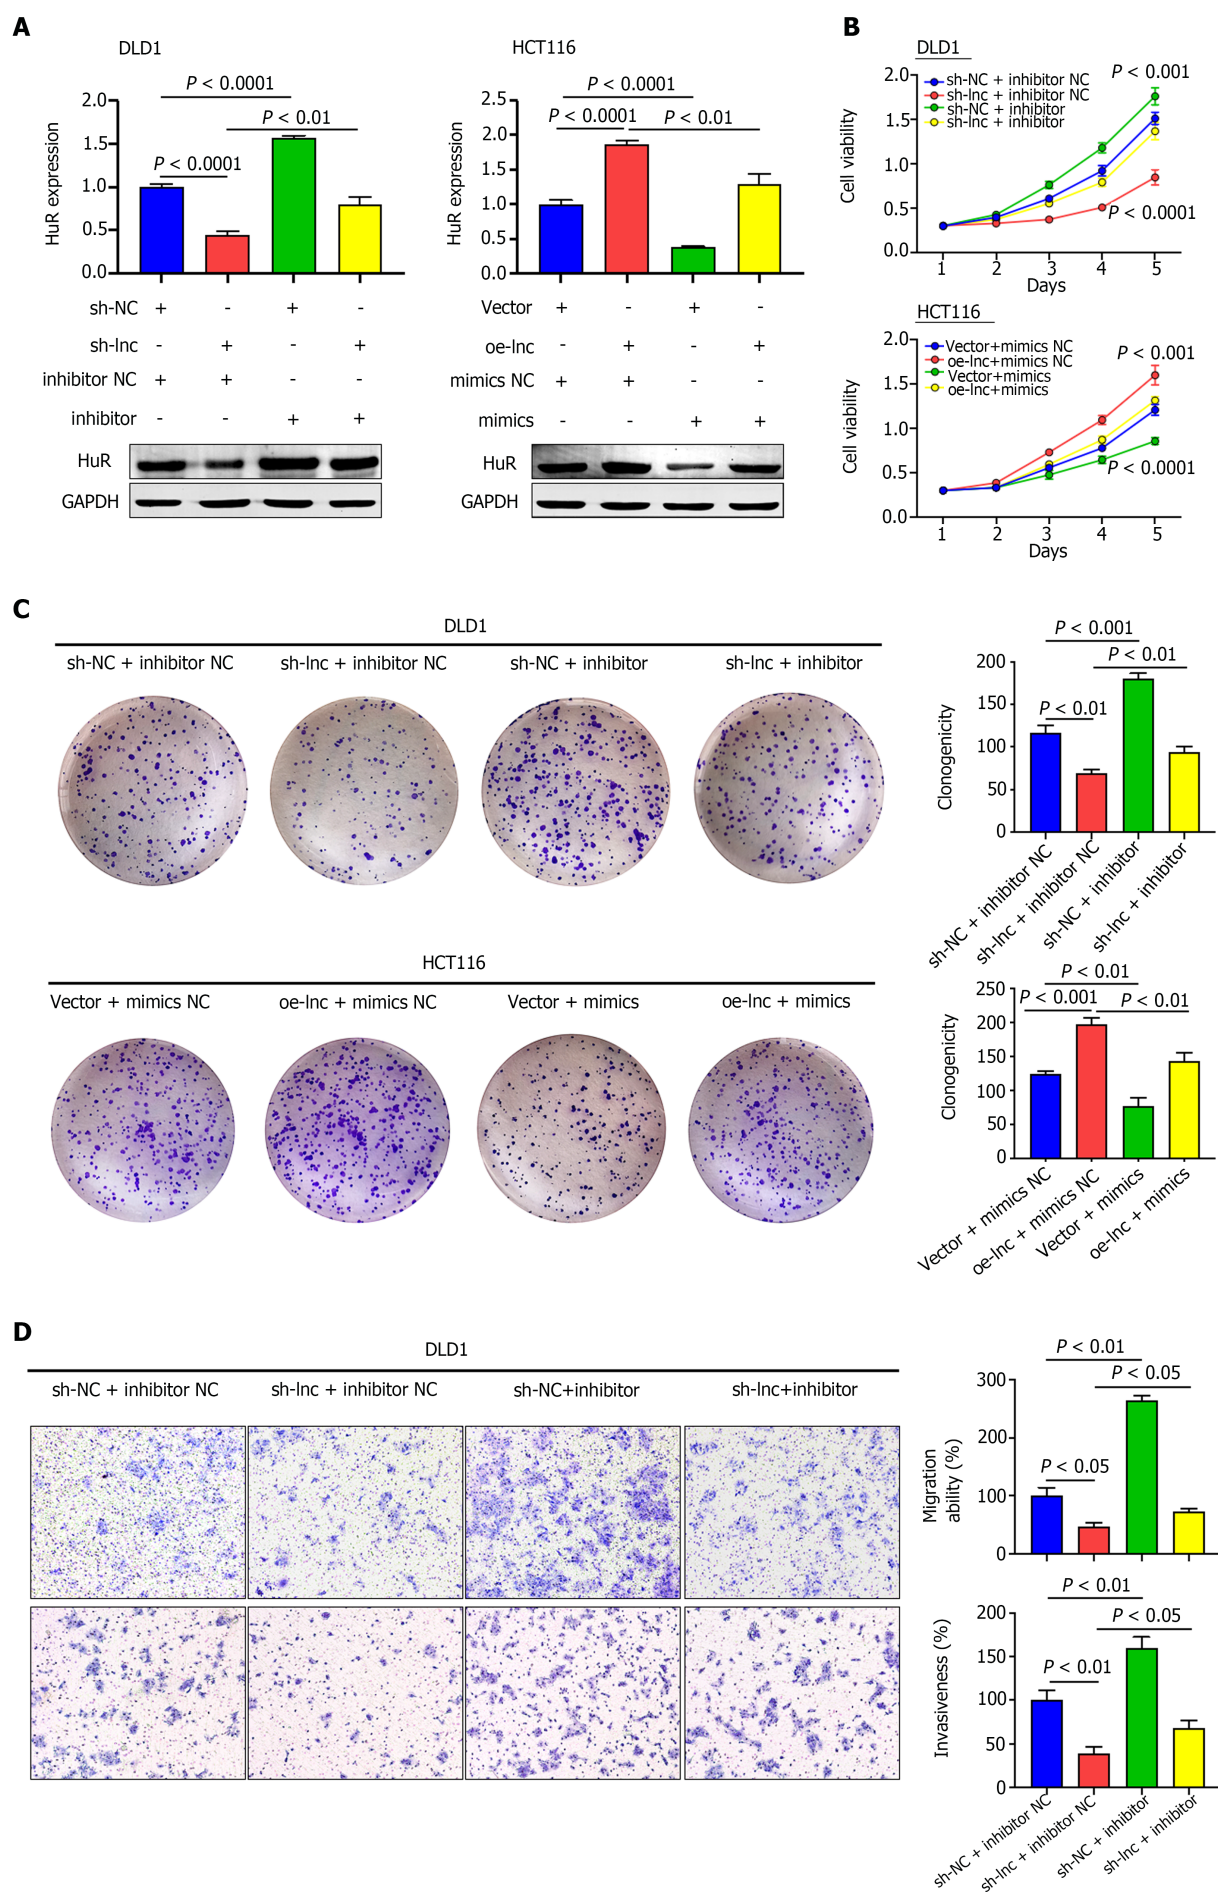 A
DLD1
P < 0.0001
P < 0.01
P < 0.0001
HuR expression
2.0
1.5
1.0
0.5
0.0
sh-NC + - + -
sh-lnc - + - +
inhibitor NC + + - -
inhibitor - - + +
HuR
GAPDH
HCT116
P < 0.0001
P < 0.0001
P < 0.01
HuR expression
2.5
2.0
1.5
1.0
0.5
0.0
Vector + - + -
oe-lnc - + - +
mimics NC + + - -
mimics - - + +
HuR
GAPDH
B
DLD1
sh-NC + inhibitor NC
sh-lnc + inhibitor NC
sh-NC + inhibitor
sh-lnc + inhibitor
P < 0.001
P < 0.0001
Cell viability
2.0
1.5
1.0
0.5
0.0
1 2 3 4 5
Days
HCT116
Vector+mimics NC
oe-lnc+mimics NC
Vector+mimics
oe-lnc+mimics
P < 0.001
P < 0.0001
Cell viability
2.0
1.5
1.0
0.5
0.0
1 2 3 4 5
Days
C
DLD1
sh-NC + inhibitor NC
sh-lnc + inhibitor NC
sh-NC + inhibitor
sh-lnc + inhibitor
P < 0.001
P < 0.01
P < 0.01
Clonogenicity
200
150
100
50
0
sh-NC + inhibitor NC
sh-lnc + inhibitor NC
sh-NC + inhibitor
sh-lnc + inhibitor
HCT116
Vector + mimics NC
oe-lnc + mimics NC
Vector + mimics
oe-lnc + mimics
P < 0.01
P < 0.001
P < 0.01
Clonogenicity
250
200
150
100
50
0
Vector + mimics NC
oe-lnc + mimics NC
Vector + mimics
oe-lnc + mimics
D
DLD1
sh-NC + inhibitor NC
sh-lnc + inhibitor NC
sh-NC+inhibitor
sh-lnc+inhibitor
P < 0.01
P < 0.05
P < 0.05
Migration
ability (%)
300
200
100
0
P < 0.01
P < 0.05
P < 0.01
Invasiveness (%)
200
150
100
50
0
sh-NC + inhibitor NC
sh-lnc + inhibitor NC
sh-NC + inhibitor
sh-lnc + inhibitor